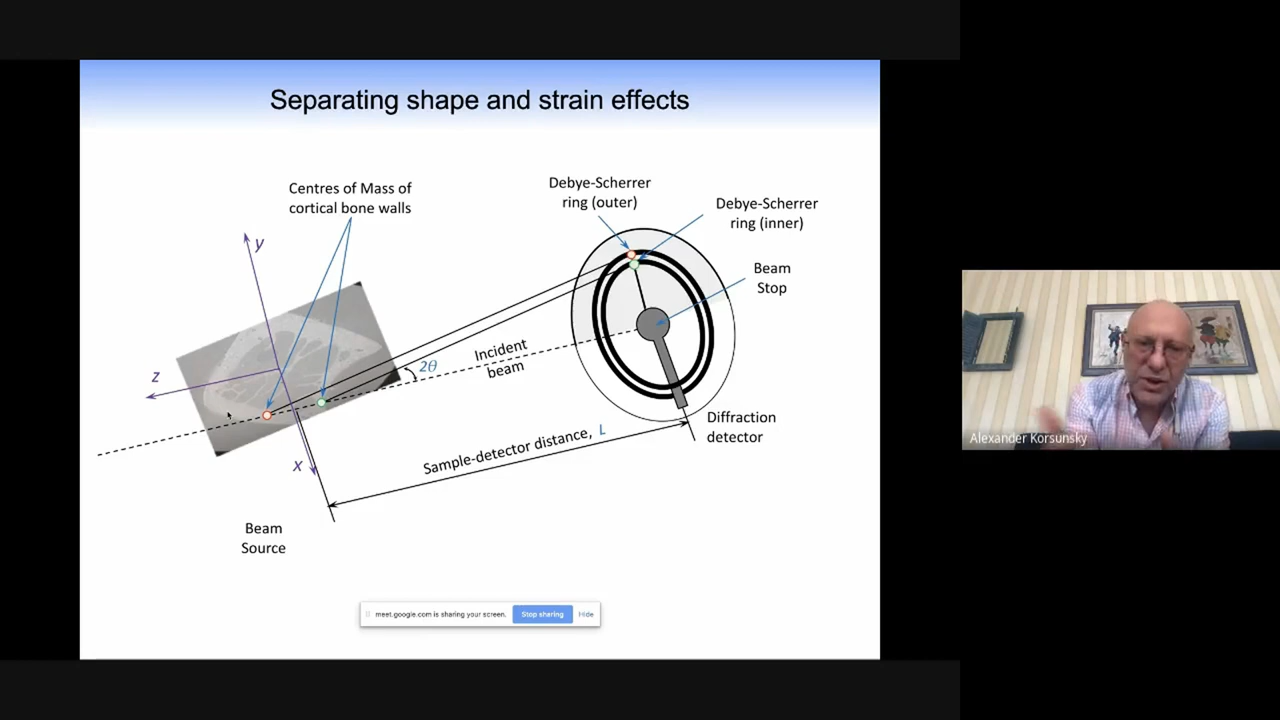 Separating shape and strain effects
Centres of Mass of
cortical bone walls
Debye-Scherrer
ring (outer)
Debye-Scherrer
ring (inner)
Beam
Stop
y
z
x
2θ
Incident
beam
Sample-detector distance, L
Diffraction
detector
Beam
Source
meet.google.com is sharing your screen. Stop sharing Hide
Alexander Korsunsky